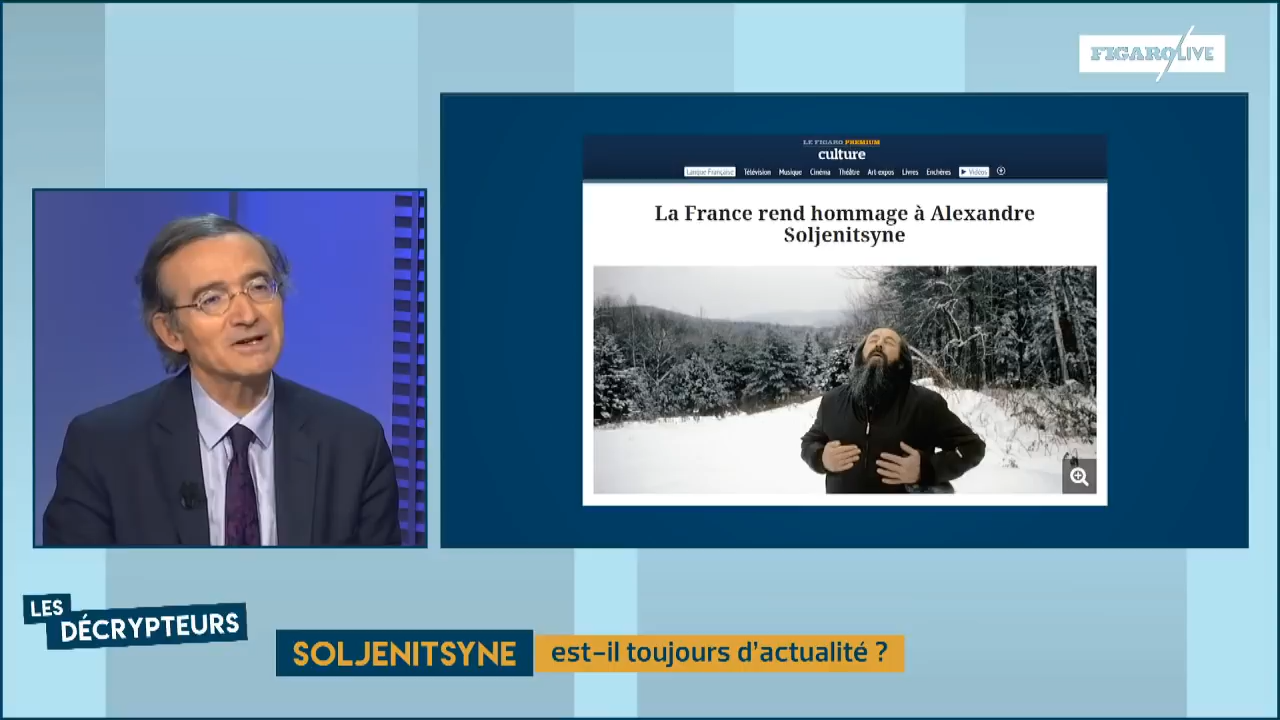 FIGARO LIVE
LE FIGARO PREMIUM
culture
Langue Française Télévision Musique Cinéma Théâtre Art expos Livres Enchères Vidéos
La France rend hommage à Alexandre
Soljenitsyne
LES
DÉCRYPTEURS
SOLJENITSYNE est-il toujours d'actualité ?